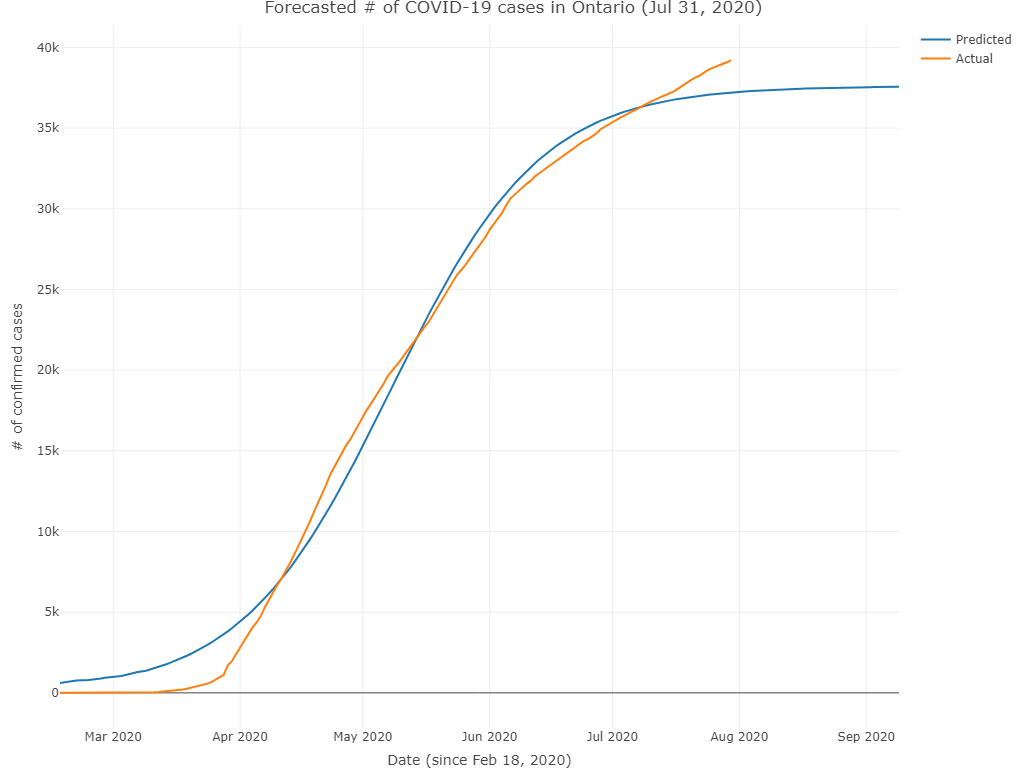 Forecasted # of COVID-19 cases in Ontario (Jul 31, 2020)
Predicted
Actual
40k
35k
30k
25k
20k
15k
10k
5k
0
# of confirmed cases
Mar 2020 Apr 2020 May 2020 Jun 2020 Jul 2020 Aug 2020 Sep 2020
Date (since Feb 18, 2020)